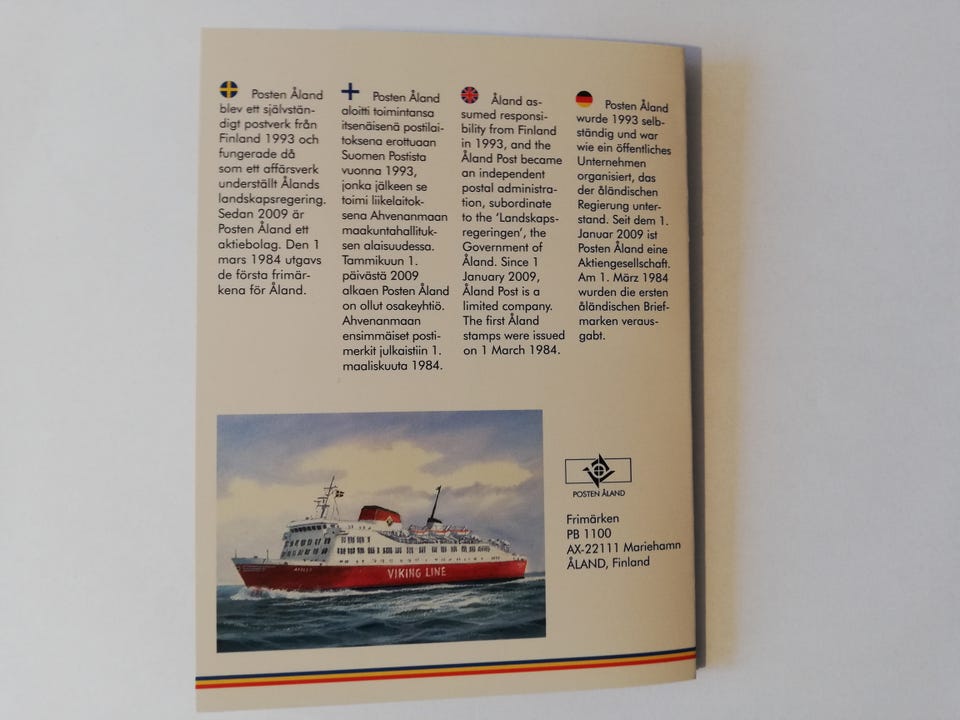 Posten Åland
blev ett självstän-
digt postverk från
Finland 1993 och
fungerade då
som ett affärsverk
underställt Ålands
landskapsregering.
Sedan 2009 är
Posten Åland ett
aktiebolag. Den 1
mars 1984 utgavs
de första frimär-
kena för Åland.
Posten Åland
aloitti toimintansa
itsenäisenä postilai-
toksena erottuaan
Suomen Postista
vuonna 1993,
jonka jälkeen se
toimi liikelaitok-
sena Ahvenanmaan
maakuntahallituk-
sen alaisuudessa.
Tammikuun 1.
päivästä 2009
alkaen Posten Åland
on ollut osakeyhtiö.
Ahvenanmaan
ensimmäiset posti-
merkit julkaistiin 1.
maaliskuuta 1984.
Åland as-
sumed responsi-
bility from Finland
in 1993, and the
Åland Post became
an independent
postal administra-
tion, subordinate
to the 'Landskaps-
regeringen', the
Government of
Åland. Since 1
January 2009,
Åland Post is a
limited company.
The first Åland
stamps were issued
on 1 March 1984.
Posten Åland
wurde 1993 selb-
ständig und war
wie ein öffentliches
Unternehmen
organisiert, das
der åländischen
Regierung unter-
stand. Seit dem 1.
Januar 2009 ist
Posten Åland eine
Aktiengesellschaft.
Am 1. März 1984
wurden die ersten
åländischen Brief-
marken veraus-
gabt.
APOLLO
VIKING LINE
POSTEN ÅLAND
Frimärken
PB 1100
AX-22111 Mariehamn
ÅLAND, Finland